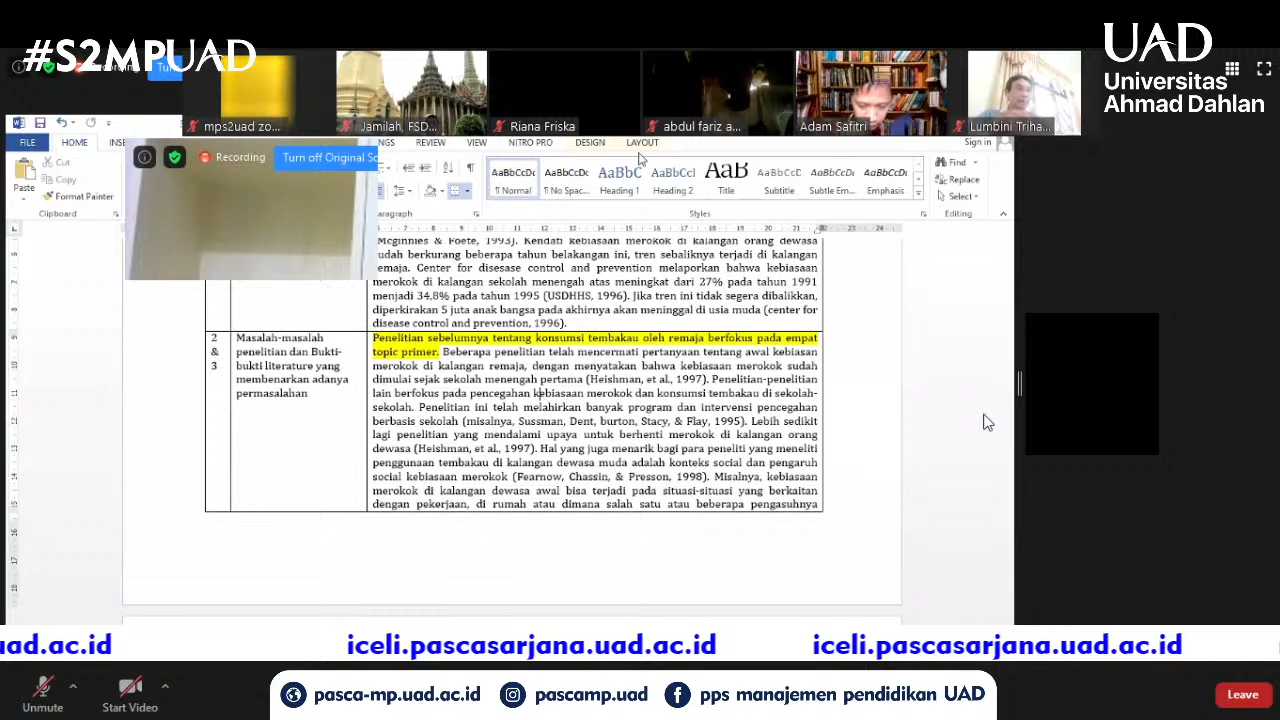 #S2MPUAD
UAD
Universitas
Ahmad Dahlan
mps2uad zo...
Jamilah, FSD...
Riana Friska
abdul fariz a...
Adam Safitri
Lumbini Triha...
FILE
HOME
REVIEW
VIEW
NITRO PRO
DESIGN
LAYOUT
Sign in
Recording
Turn off Original Sc
Cut
Copy
Paste
Format Painter
Clipboard
aragraph
AaBbCcDc
¶ Normal
AaBbCcDc
¶ No Spac...
AaBbC
Heading 1
AaBbCcI
Heading 2
AaB
Title
AaBbCcD
Subtitle
AaBbCcDt
Subtle Em...
AaBbCcDt
Emphasis
Styles
Find
Replace
Select
Editing
(Mcginnies & Foete, 1993). Kendati kebiasaan merokok di kalangan orang dewasa
sudah berkurang beberapa tahun belakangan ini, tren sebaliknya terjadi di kalangan
remaja. Center for disesase control and prevention melaporkan bahwa kebiasaan
merokok di kalangan sekolah menengah atas meningkat dari 27% pada tahun 1991
menjadi 34,8% pada tahun 1995 (USDHHS, 1996). Jika tren ini tidak segera dibalikkan,
diperkirakan 5 juta anak bangsa pada akhirnya akan meninggal di usia muda (center for
disease control and prevention, 1996).
2
&
3
Masalah-masalah
penelitian dan Bukti-
bukti literature yang
membenarkan adanya
permasalahan
Penelitian sebelumnya tentang konsumsi tembakau oleh remaja berfokus pada empat
topic primer. Beberapa penelitian telah mencermati pertanyaan tentang awal kebiasan
merokok di kalangan remaja, dengan menyatakan bahwa kebiasaan merokok sudah
dimulai sejak sekolah menengah pertama (Heishman, et al., 1997). Penelitian-penelitian
lain berfokus pada pencegahan kebiasaan merokok dan konsumsi tembakau di sekolah-
sekolah. Penelitian ini telah melahirkan banyak program dan intervensi pencegahan
berbasis sekolah (misalnya, Sussman, Dent, burton, Stacy, & Flay, 1995). Lebih sedikit
lagi penelitian yang mendalami upaya untuk berhenti merokok di kalangan orang
dewasa (Heishman, et al., 1997). Hal yang juga menarik bagi para peneliti yang meneliti
penggunaan tembakau di kalangan dewasa muda adalah konteks social dan pengaruh
social kebiasaan merokok (Fearnow, Chassin, & Presson, 1998). Misalnya, kebiasaan
merokok di kalangan dewasa awal bisa terjadi pada situasi-situasi yang berkaitan
dengan pekerjaan, di rumah atau dimana salah satu atau beberapa pengasuhnya
uad.ac.id
iceli.pascasarjana.uad.ac.id
iceli.pascasarjana.uad.ac.id
Unmute
Start Video
pasca-mp.uad.ac.id
pascamp.uad
pps manajemen pendidikan UAD
Leave